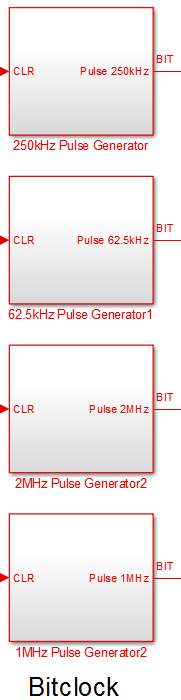 BIT
CLR Pulse 250kHz
250kHz Pulse Generator
BIT
CLR Pulse 62.5kHz
62.5kHz Pulse Generator1
BIT
CLR Pulse 2MHz
2MHz Pulse Generator2
BIT
CLR Pulse 1MHz
1MHz Pulse Generator2
Bitclock